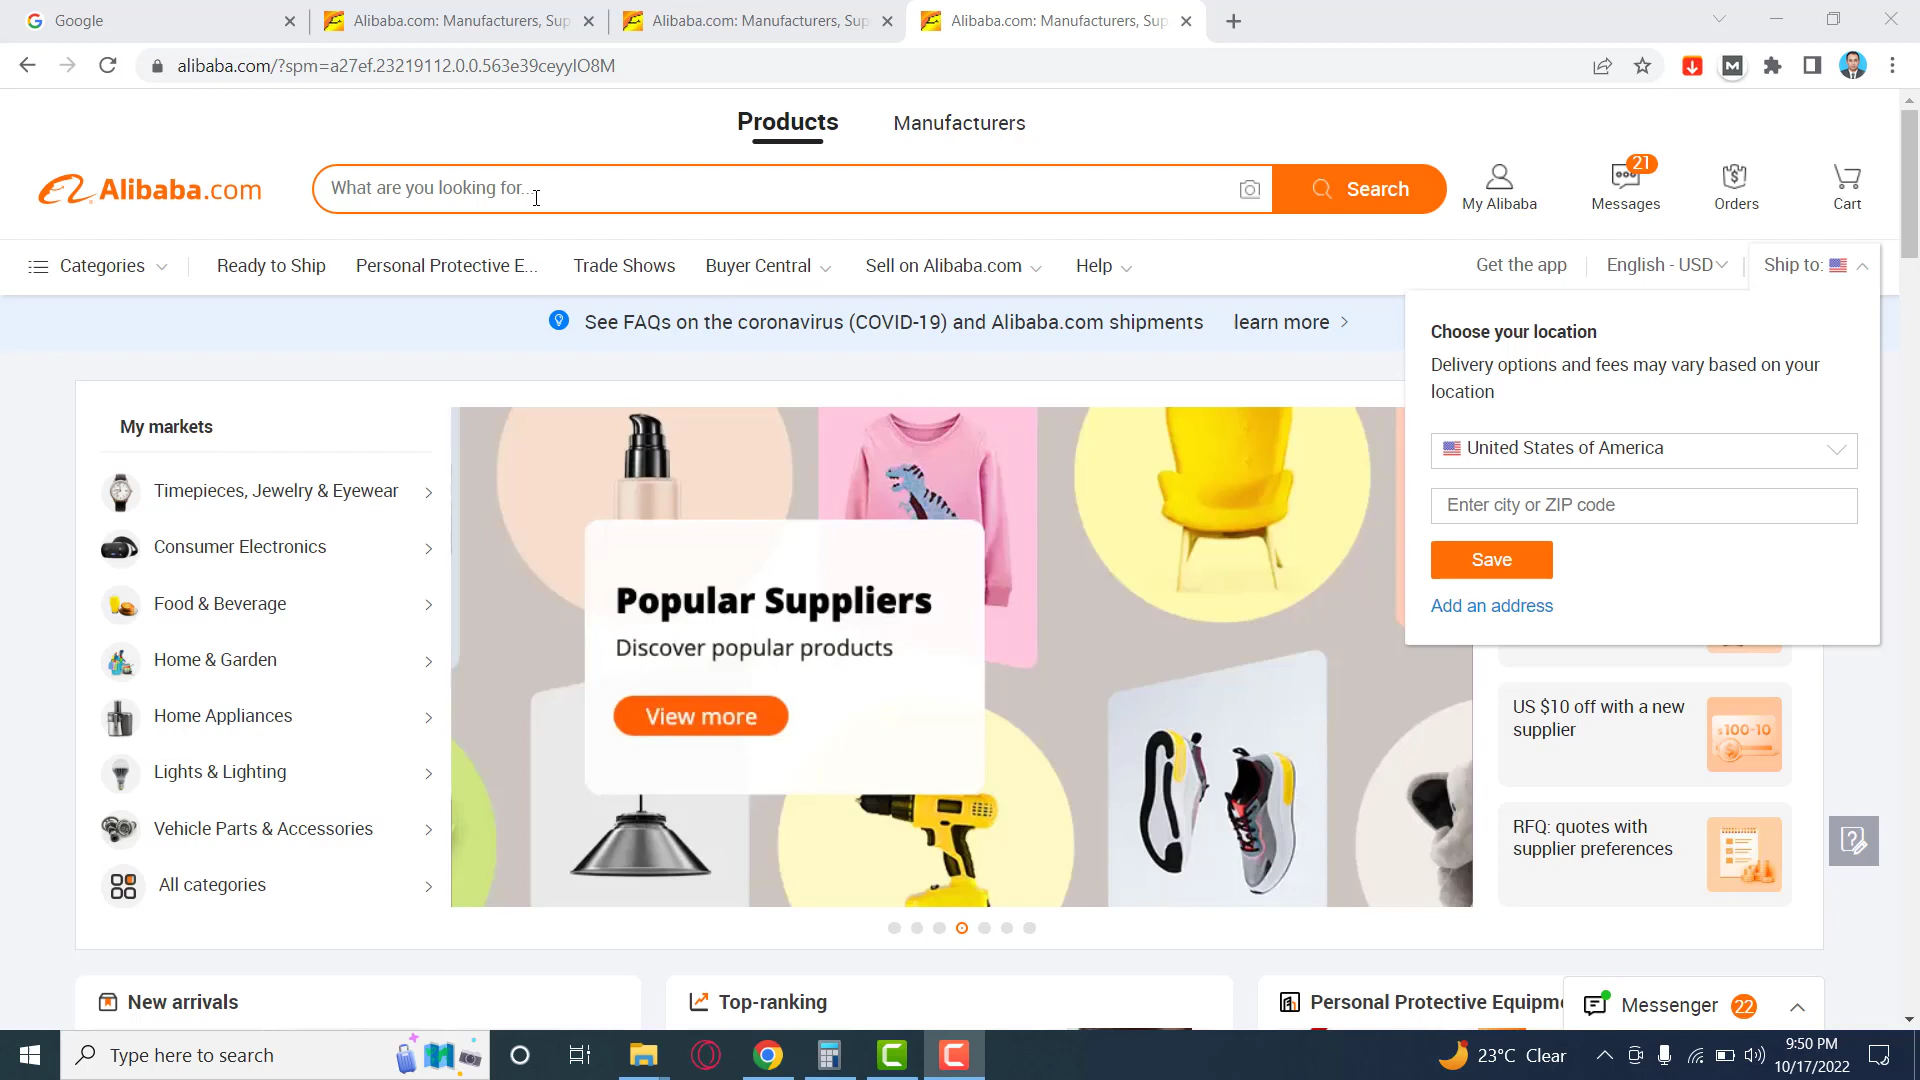 Google
Alibaba.com: Manufacturers, Sup
Alibaba.com: Manufacturers, Sup
Alibaba.com: Manufacturers, Sup
alibaba.com/?spm=a27ef.23219112.0.0.563e39ceyylO8M
Products
Manufacturers
Alibaba.com
What are you looking for...
Search
21
My Alibaba
Messages
Orders
Cart
Categories
Ready to Ship
Personal Protective E...
Trade Shows
Buyer Central
Sell on Alibaba.com
Help
Get the app
English - USD
Ship to:
See FAQs on the coronavirus (COVID-19) and Alibaba.com shipments
learn more
Choose your location
Delivery options and fees may vary based on your
location
United States of America
Enter city or ZIP code
Save
Add an address
My markets
Timepieces, Jewelry & Eyewear
Consumer Electronics
Food & Beverage
Home & Garden
Home Appliances
Lights & Lighting
Vehicle Parts & Accessories
All categories
Popular Suppliers
Discover popular products
View more
US $10 off with a new
supplier
$100-10
RFQ: quotes with
supplier preferences
New arrivals
Top-ranking
Personal Protective Equipm
Messenger
22
Type here to search
23°C Clear
9:50 PM
10/17/2022